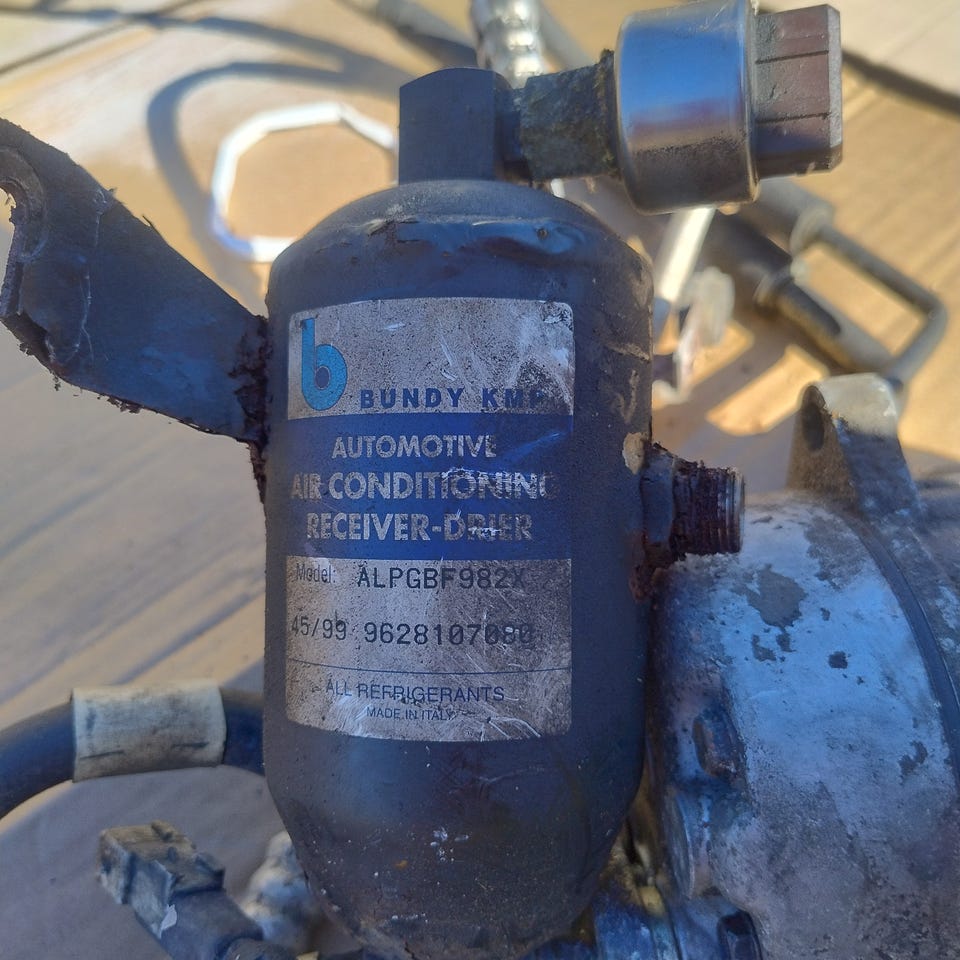 b
BUNDY KMP
AUTOMOTIVE
AIR CONDITIONING
RECEIVER-DRIER
Model: ALPGBF982X
45/99 9628107080
ALL REFRIGERANTS
MADE IN ITALY